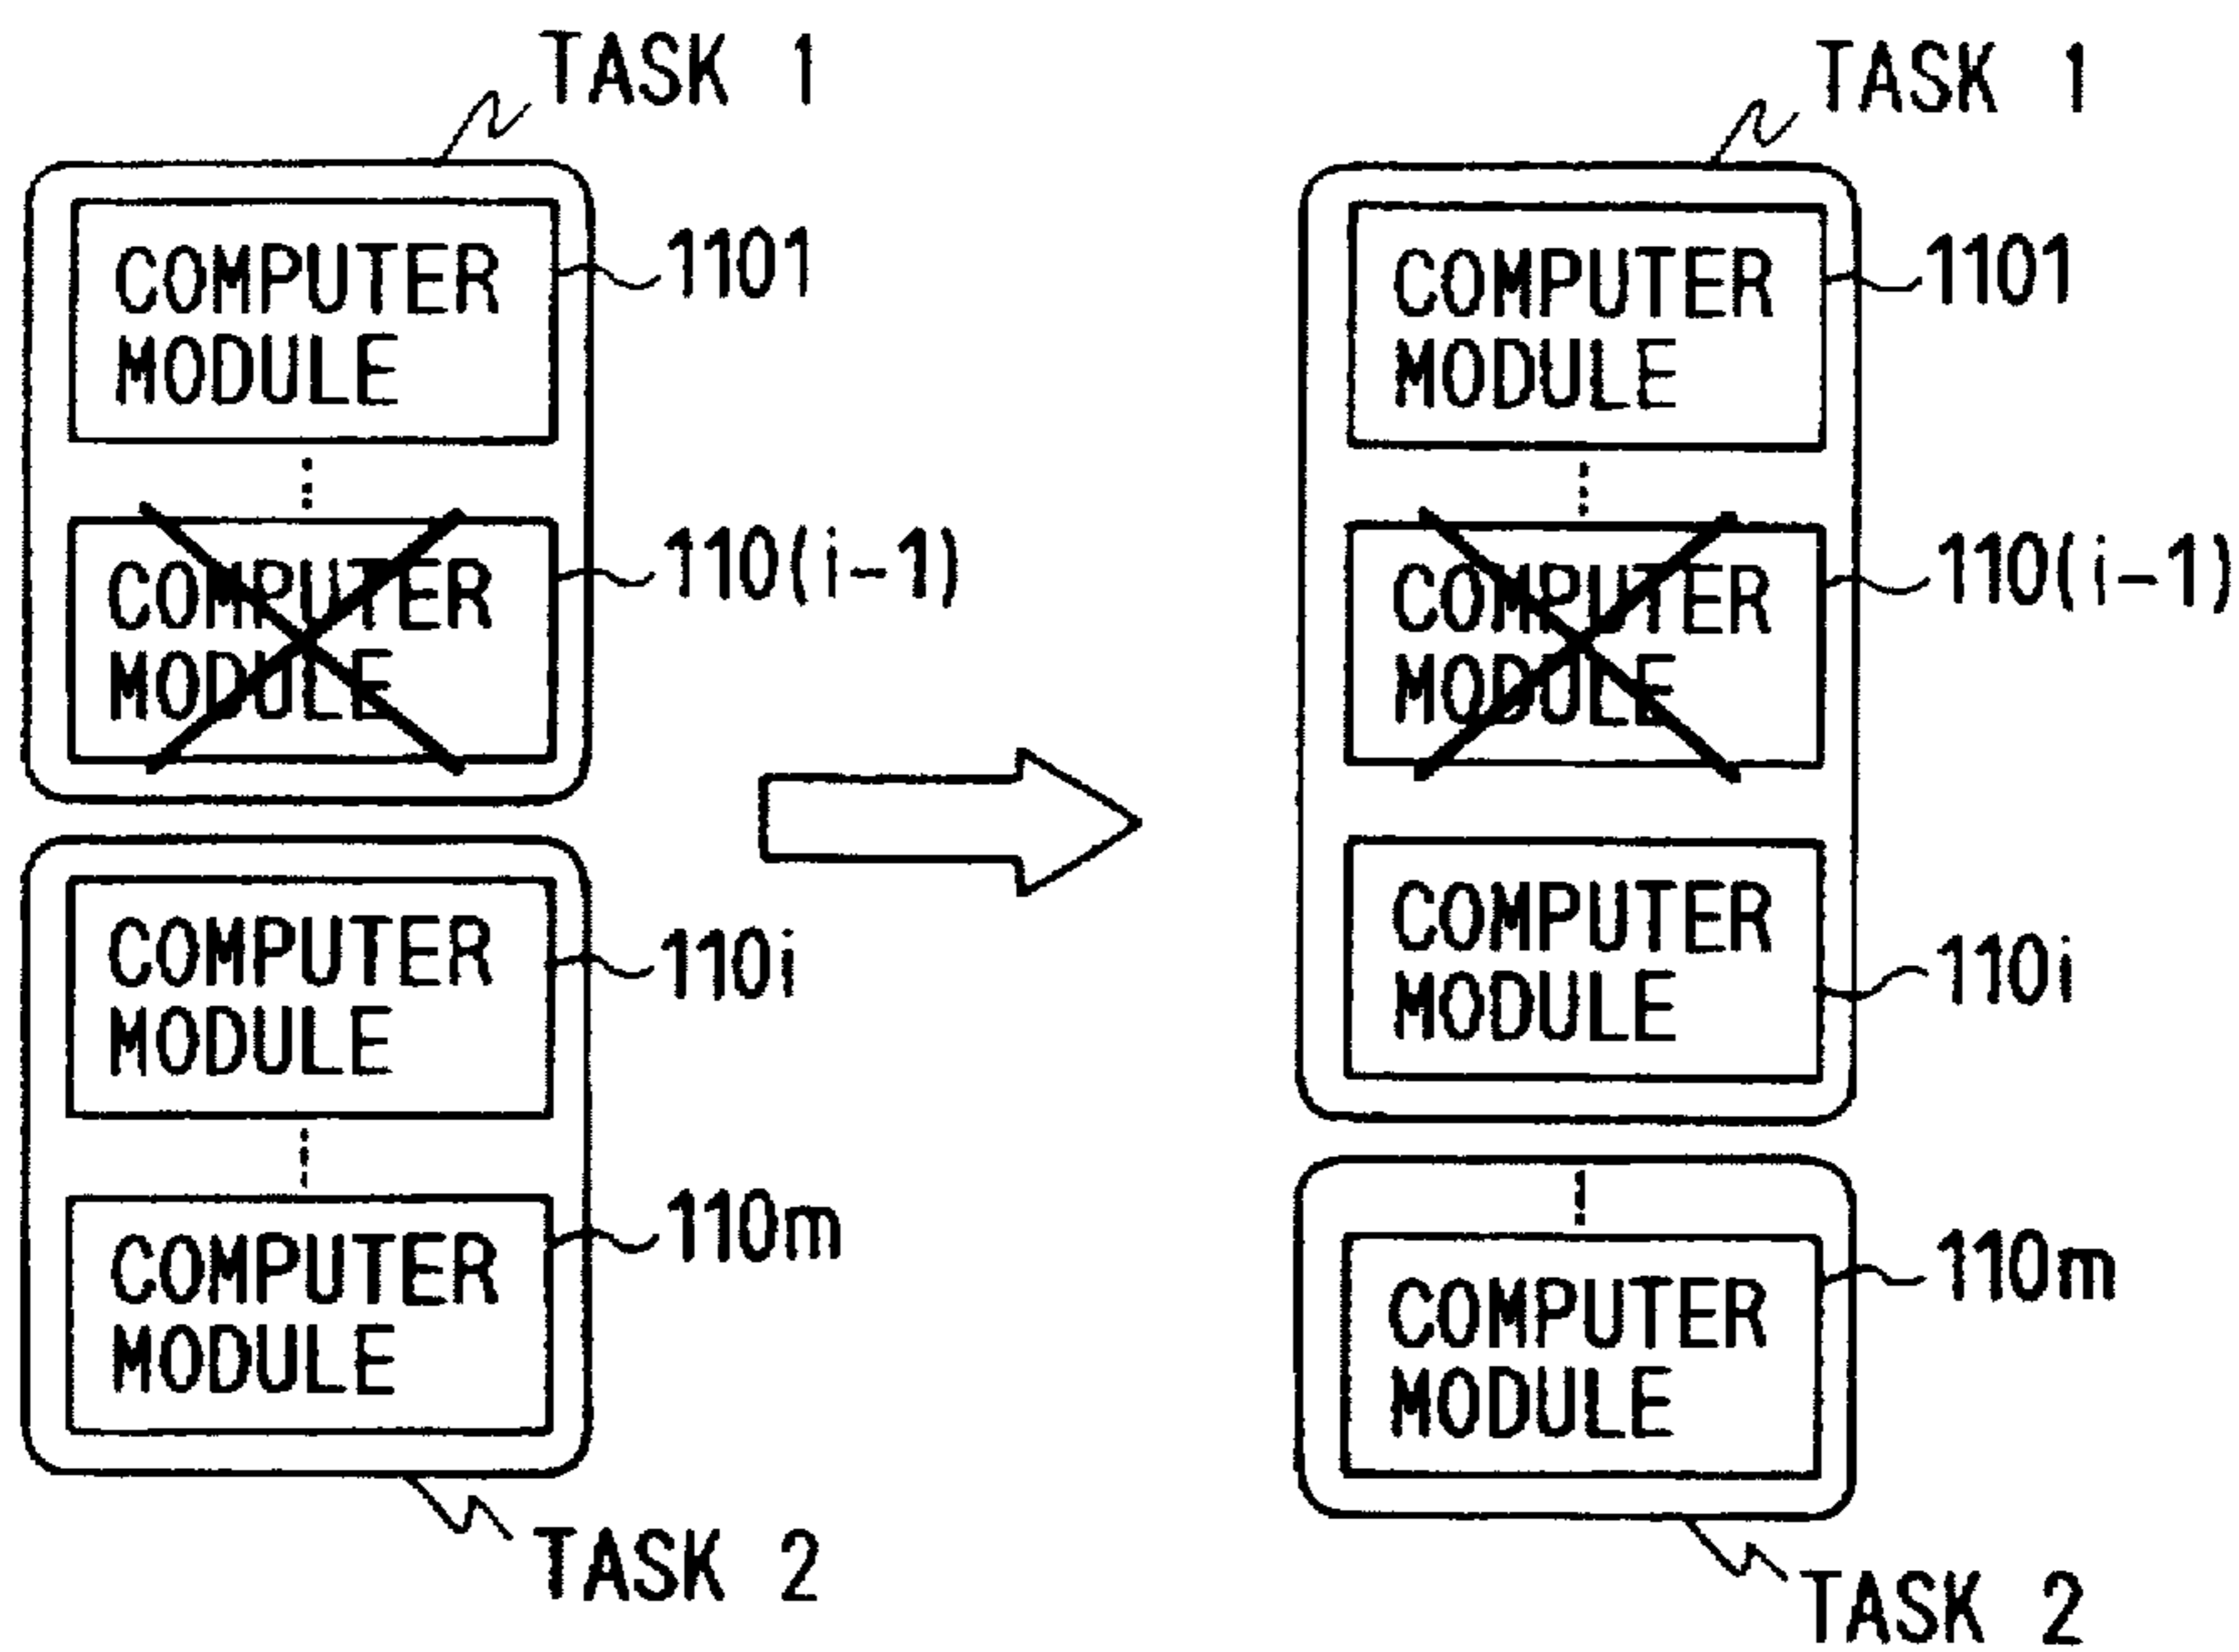 TASK 1
COMPUTER
MODULE
1101
COMPUTER
MODULE
110(i-1)
COMPUTER
MODULE
110i
COMPUTER
MODULE
110m
TASK 2
TASK 1
COMPUTER
MODULE
1101
COMPUTER
MODULE
110(i-1)
COMPUTER
MODULE
110i
COMPUTER
MODULE
110m
TASK 2